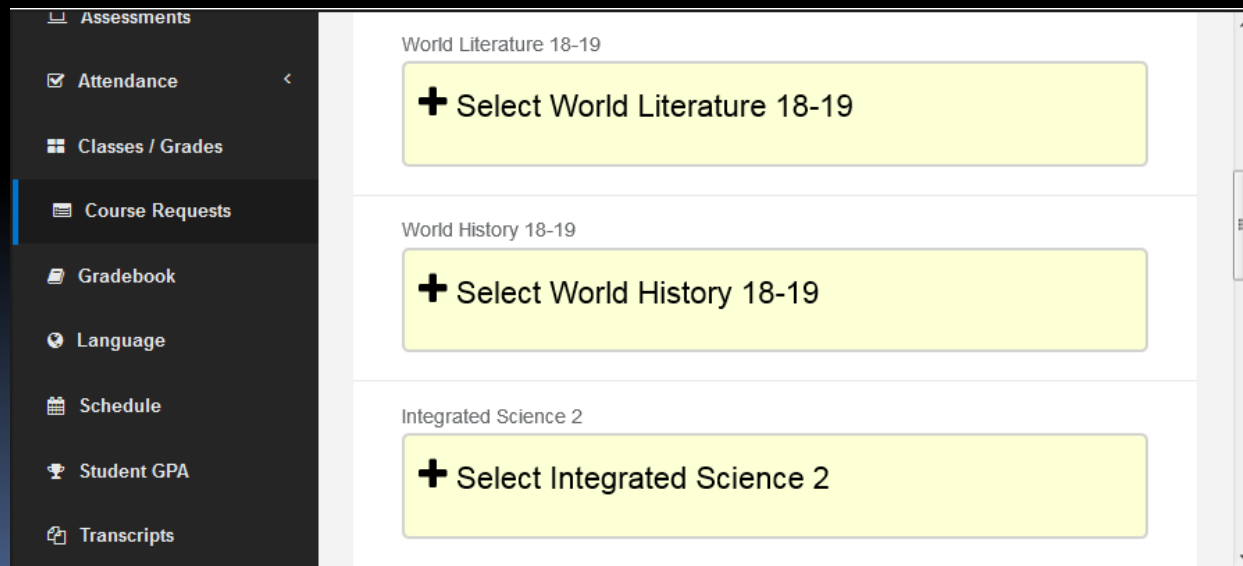 Assessments
Attendance
Classes / Grades
Course Requests
Gradebook
Language
Schedule
Student GPA
Transcripts
World Literature 18-19
Select World Literature 18-19
World History 18-19
Select World History 18-19
Integrated Science 2
Select Integrated Science 2